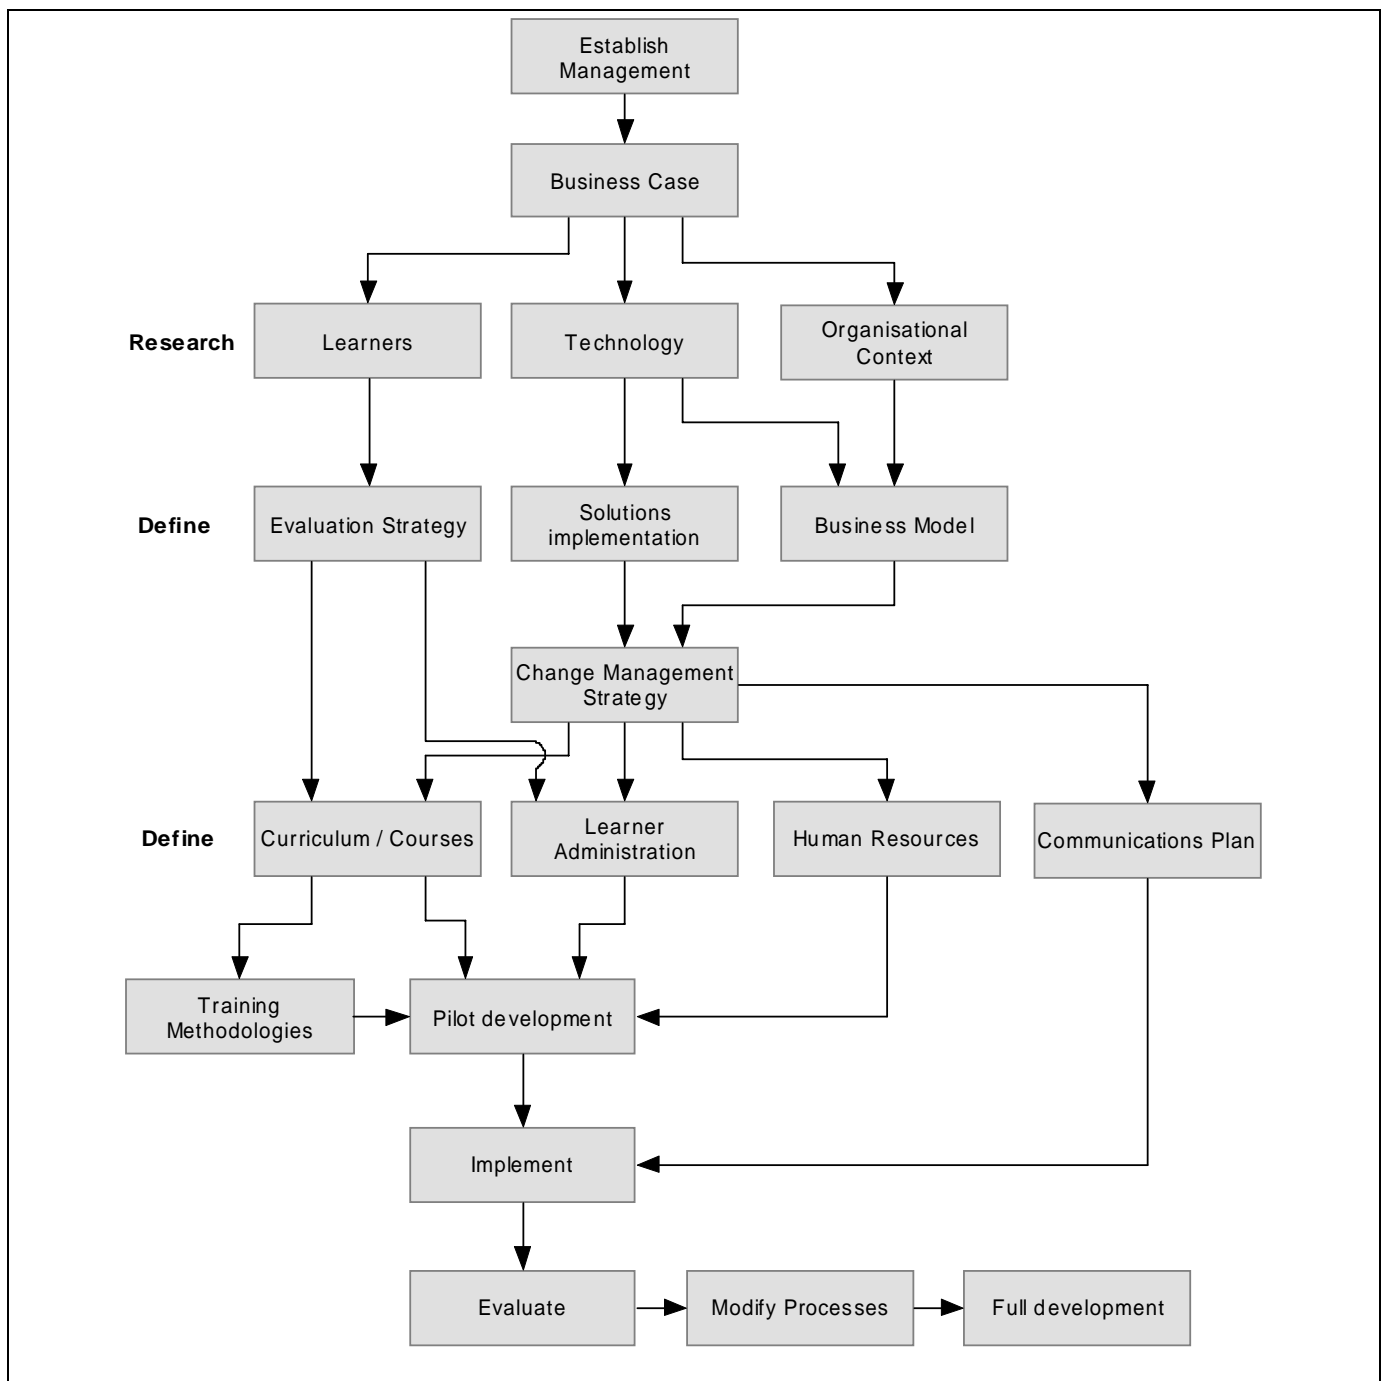 Establish
Management
Business Case
Research
Learners
Technology
Organisational
Context
Define
Evaluation Strategy
Solutions
implementation
Business Model
Change Management
Strategy
Define
Curriculum / Courses
Learner
Administration
Human Resources
Communications Plan
Training
Methodologies
Pilot development
Implement
Evaluate
Modify Processes
Full development